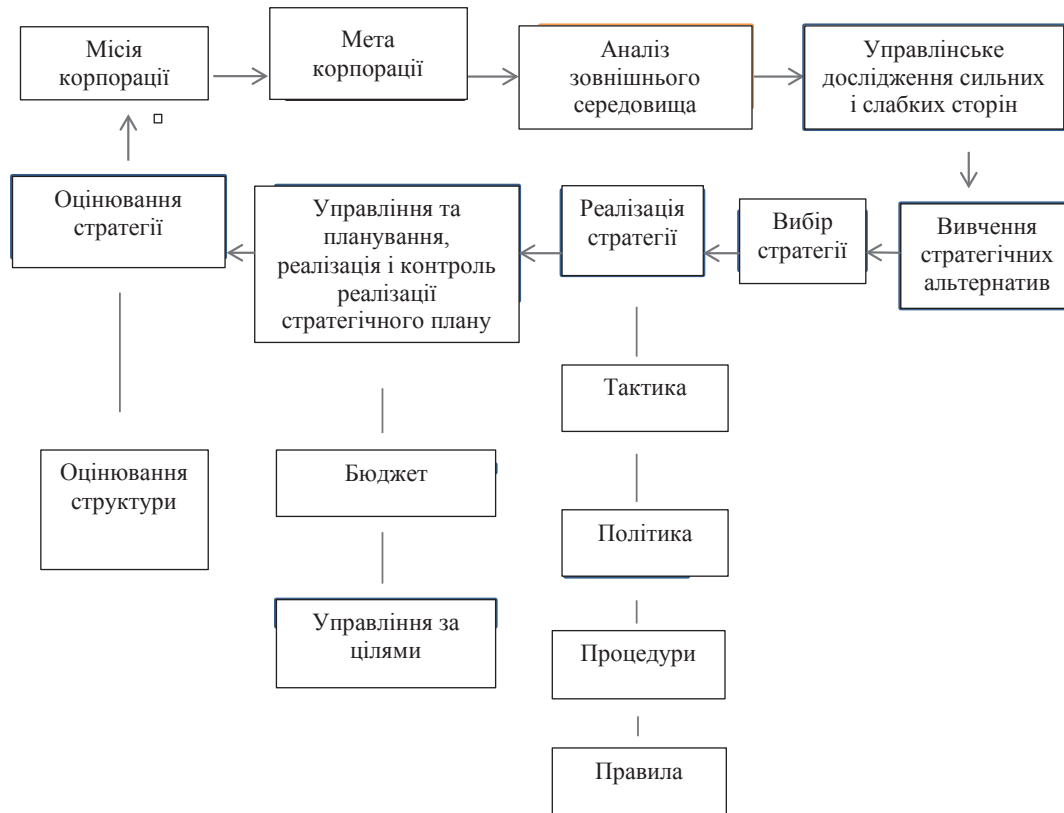 Місія
корпорації
Мета
корпорації
Аналіз
зовнішнього
середовища
Управлінське
дослідження сильних
і слабких сторін
Оцінювання
стратегії
Управління та
планування,
реалізація і контроль
реалізації
стратегічного плану
Реалізація
стратегії
Вибір
стратегії
Вивчення
стратегічних
альтернатив
Тактика
Оцінювання
структури
Бюджет
Політика
Управління за
цілями
Процедури
Правила